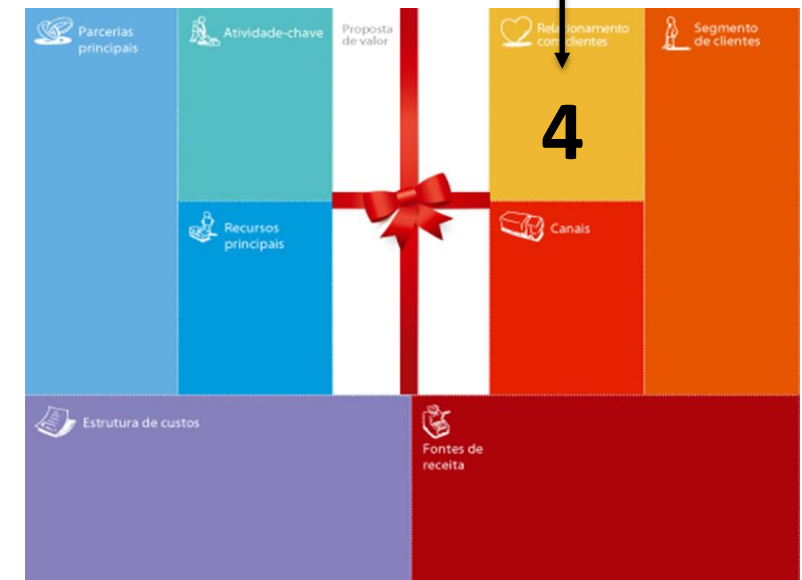 Parcerias
principais
Atividade-chave
Proposta
de valor
Relacionamento
com clientes
4
Segmento
de clientes
Recursos
principais
Canais
Estrutura de custos
Fontes de
receita